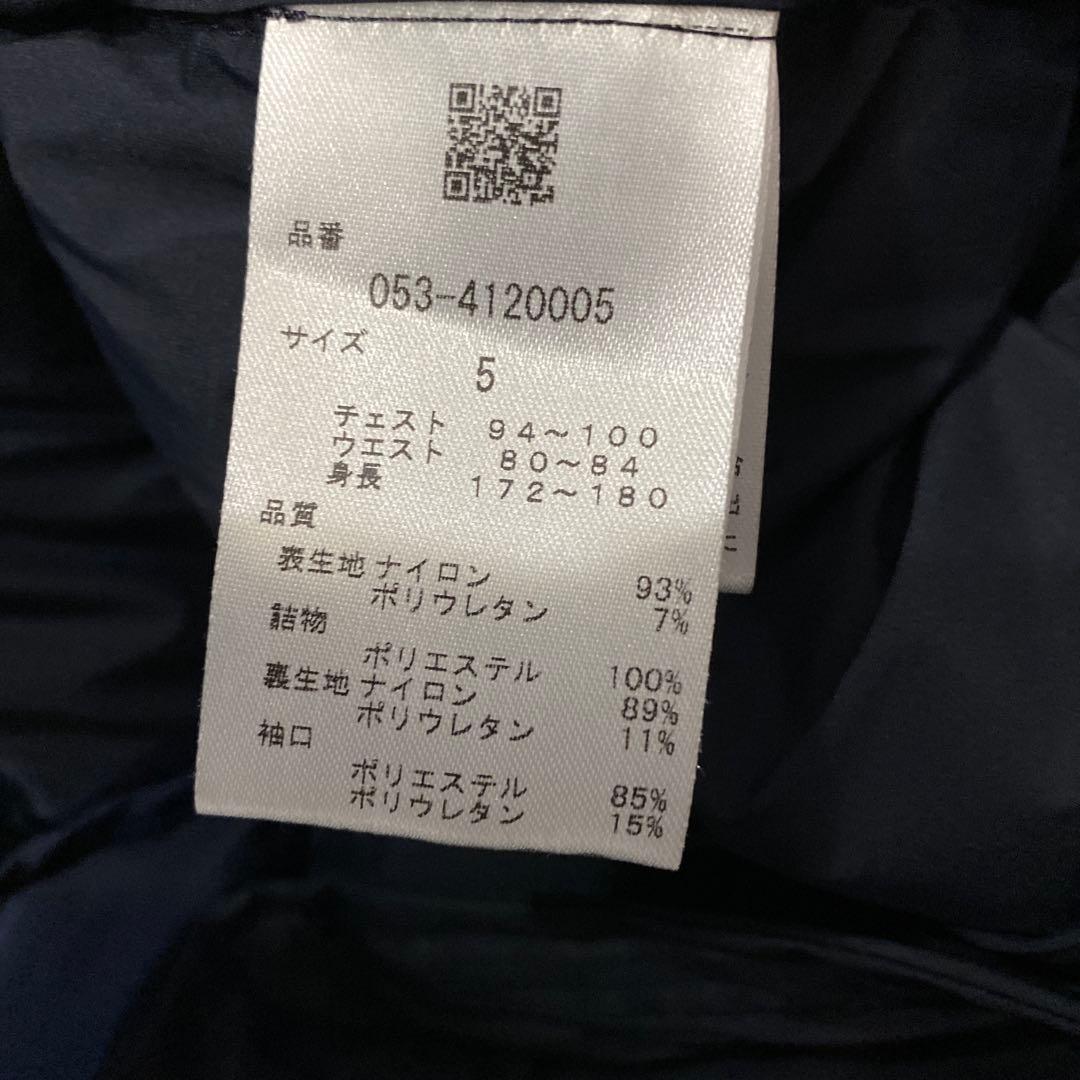 品番
053-4120005
サイズ
5
チェスト 94～100
ウエスト 80～84
身長 172～180
品質
表生地 ナイロン 93%
ポリウレタン 7%
詰物
ポリエステル 100%
裏生地 ナイロン 89%
ポリウレタン 11%
袖口
ポリエステル 85%
ポリウレタン 15%